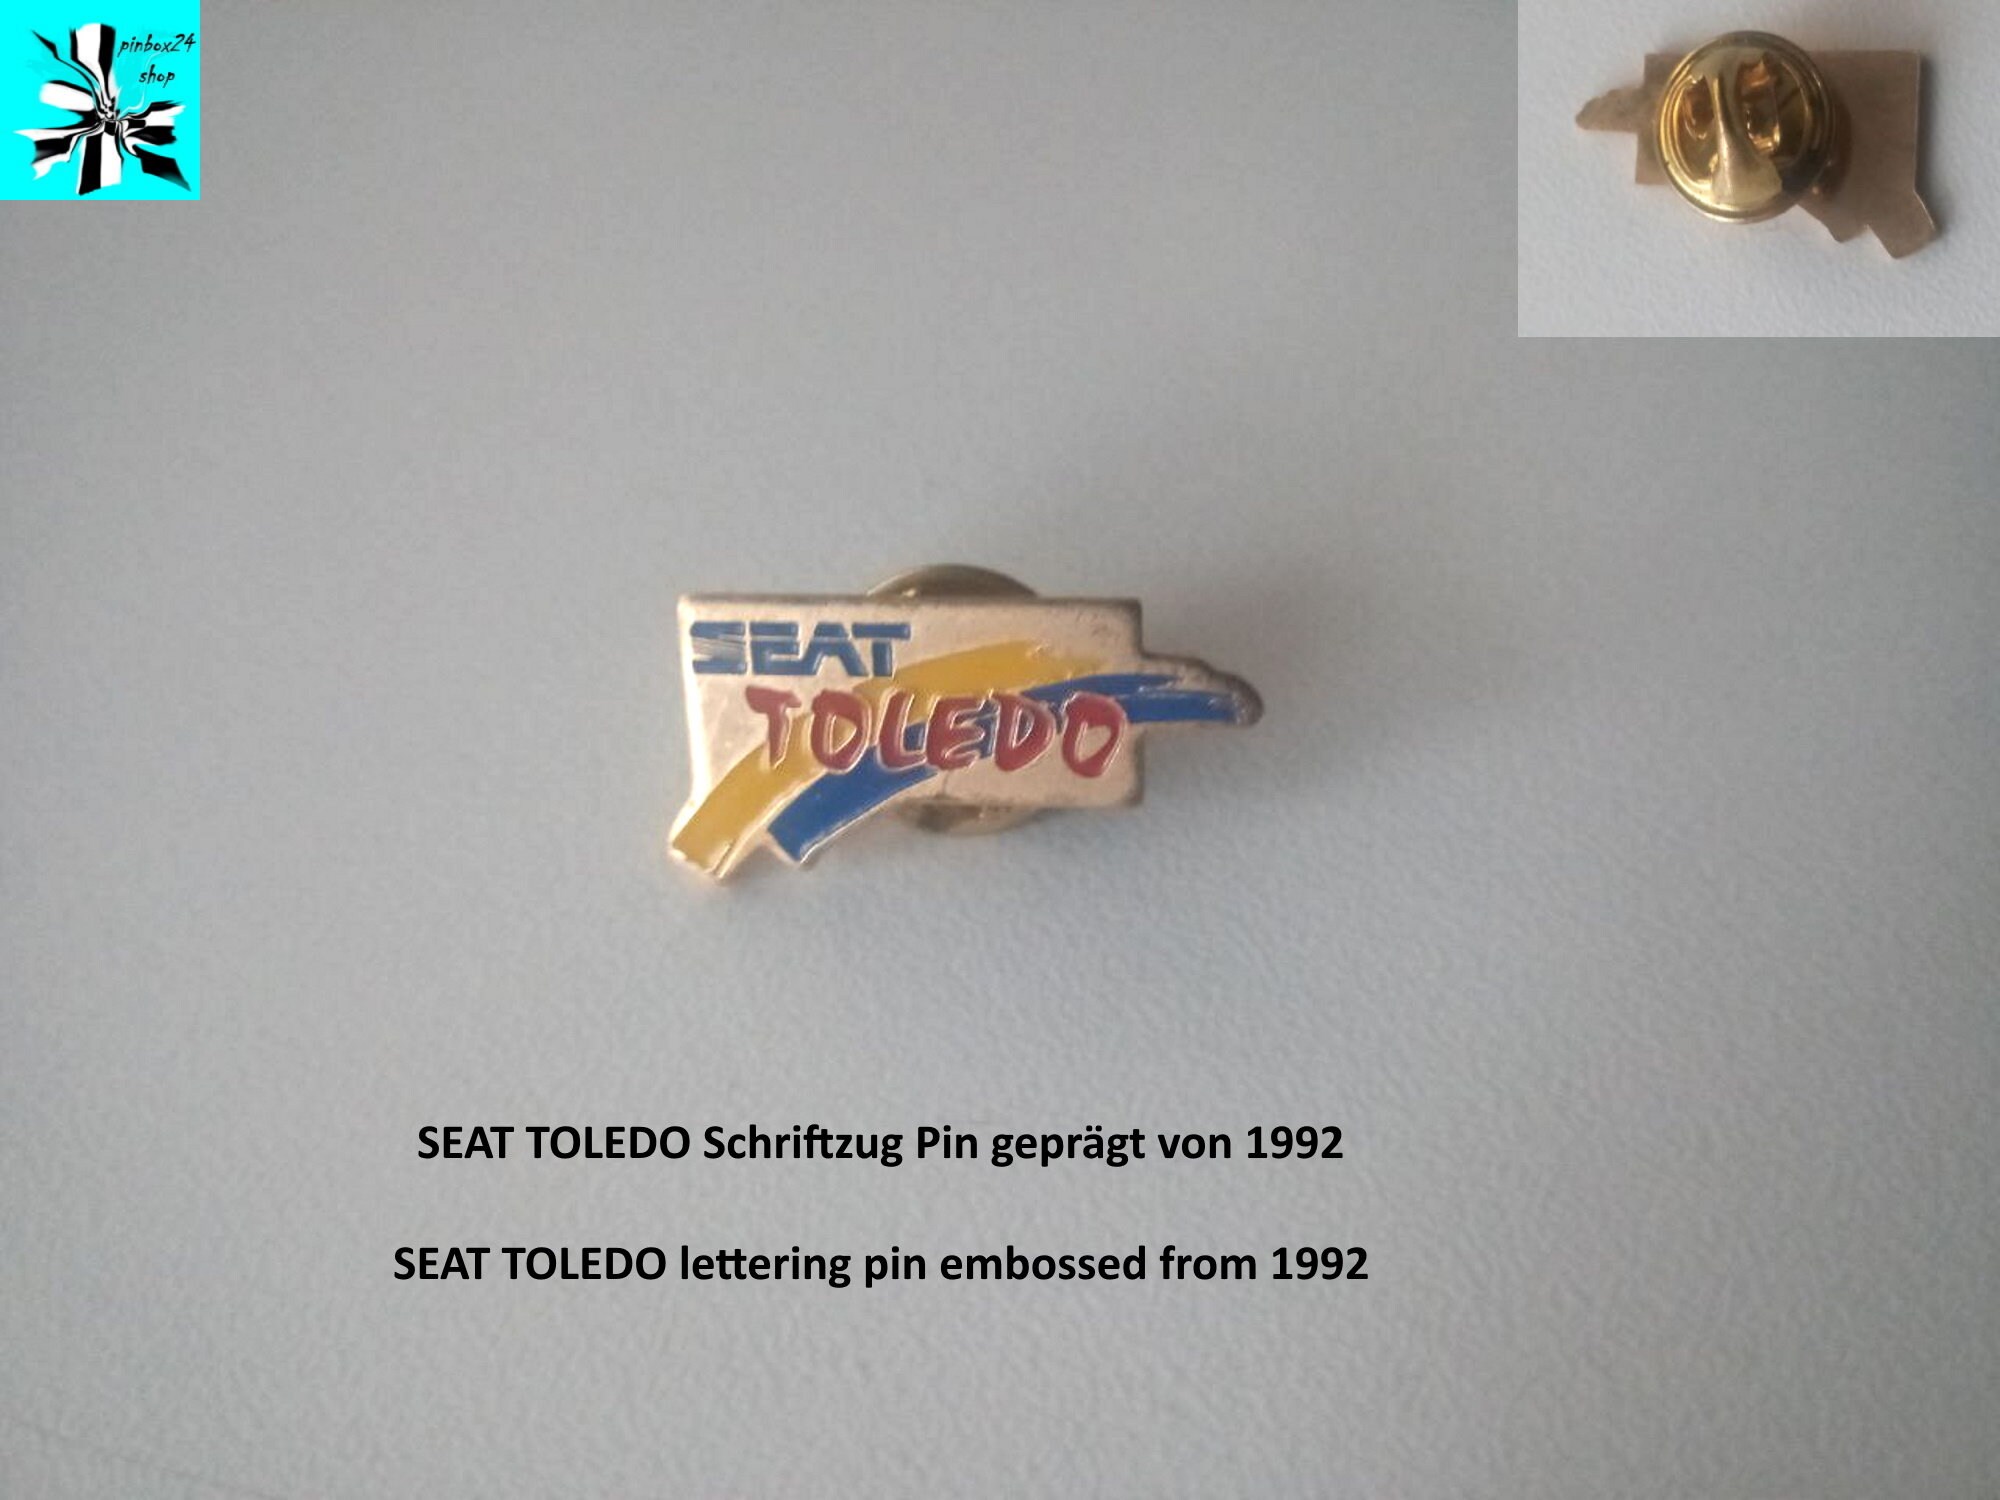 pinbox24
shop
SEAT
TOLEDO
SEAT TOLEDO Schriftzug Pin geprägt von 1992
SEAT TOLEDO lettering pin embossed from 1992